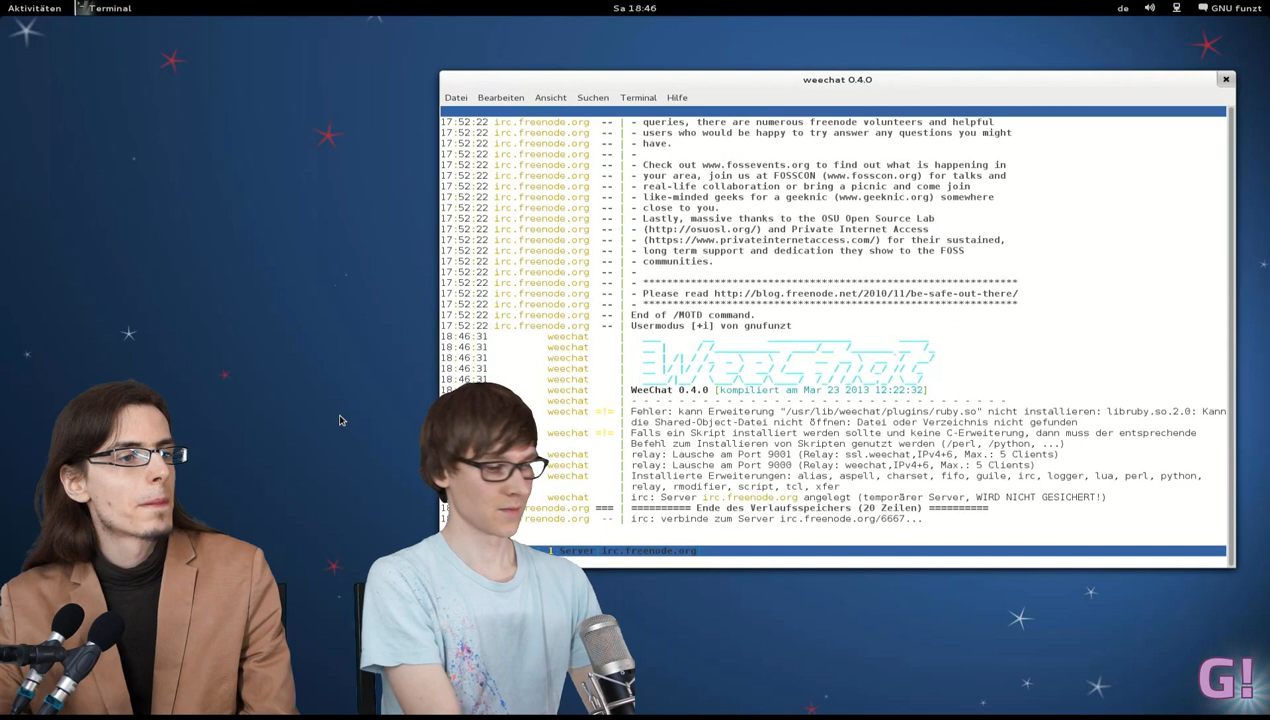 Aktivitäten Terminal Sa 18:46 de GNU funzt
weechat 0.4.0
Datei Bearbeiten Ansicht Suchen Terminal Hilfe
17:52:22 irc.freenode.org -- | - queries, there are numerous freenode volunteers and helpful
17:52:22 irc.freenode.org -- | - users who would be happy to try answer any questions you might
17:52:22 irc.freenode.org -- | - have.
17:52:22 irc.freenode.org -- | -
17:52:22 irc.freenode.org -- | - Check out www.fossevents.org to find out what is happening in
17:52:22 irc.freenode.org -- | - your area, join us at FOSSCON (www.fosscon.org) for talks and
17:52:22 irc.freenode.org -- | - real-life collaboration or bring a picnic and come join
17:52:22 irc.freenode.org -- | - like-minded geeks for a geeknic (www.geeknic.org) somewhere
17:52:22 irc.freenode.org -- | - close to you.
17:52:22 irc.freenode.org -- | - Lastly, massive thanks to the OSU Open Source Lab
17:52:22 irc.freenode.org -- | - (http://osuosl.org/) and Private Internet Access
17:52:22 irc.freenode.org -- | - (https://www.privateinternetaccess.com/) for their sustained,
17:52:22 irc.freenode.org -- | - long term support and dedication they show to the FOSS
17:52:22 irc.freenode.org -- | - communities.
17:52:22 irc.freenode.org -- | -
17:52:22 irc.freenode.org -- | - ***************************************************************
17:52:22 irc.freenode.org -- | - Please read http://blog.freenode.net/2010/11/be-safe-out-there/
17:52:22 irc.freenode.org -- | - ***************************************************************
17:52:22 irc.freenode.org -- | End of /MOTD command.
17:52:22 irc.freenode.org -- | Usermodus [+i] von gnufunzt
18:46:31 weechat |
18:46:31 weechat |
18:46:31 weechat | WeeChat
18:46:31 weechat |
18:46:31 weechat |
weechat | WeeChat 0.4.0 [kompiliert am Mar 23 2013 12:22:32]
weechat | - - - - - - - - - - - - - - - - - - - - - - - - - - - - - -
weechat =!= | Fehler: kann Erweiterung "/usr/lib/weechat/plugins/ruby.so" nicht installieren: libruby.so.2.0: Kann
| die Shared-Object-Datei nicht öffnen: Datei oder Verzeichnis nicht gefunden
weechat =!= | Falls ein Skript installiert werden sollte und keine C-Erweiterung, dann muss der entsprechende
| Befehl zum Installieren von Skripten genutzt werden (/perl, /python, ...)
weechat | relay: Lausche am Port 9001 (Relay: ssl.weechat,IPv4+6, Max.: 5 Clients)
weechat | relay: Lausche am Port 9000 (Relay: weechat,IPv4+6, Max.: 5 Clients)
weechat | Installierte Erweiterungen: alias, aspell, charset, fifo, guile, irc, logger, lua, perl, python,
| relay, rmodifier, script, tcl, xfer
weechat | irc: Server irc.freenode.org angelegt (temporärer Server, WIRD NICHT GESICHERT!)
freenode.org === | ========== Ende des Verlaufsspeichers (20 Zeilen) ==========
reenode.org -- | irc: verbinde zum Server irc.freenode.org/6667...
1 Server irc.freenode.org
G!